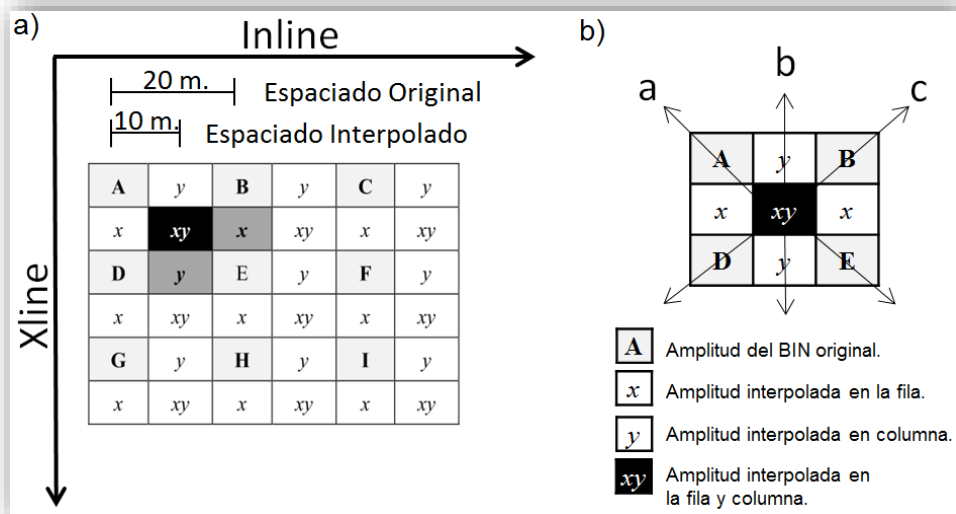 a)
Inline
20 m.
Espaciado Original
10 m.
Espaciado Interpolado
Xline
A y B y C y
x xy x xy x xy
D y E y F y
x xy x xy x xy
G y H y I y
x xy x xy x xy
b)
a b c
A y B
x xy x
D y E
A Amplitud del BIN original.
x Amplitud interpolada en la fila.
y Amplitud interpolada en columna.
xy Amplitud interpolada en
la fila y columna.